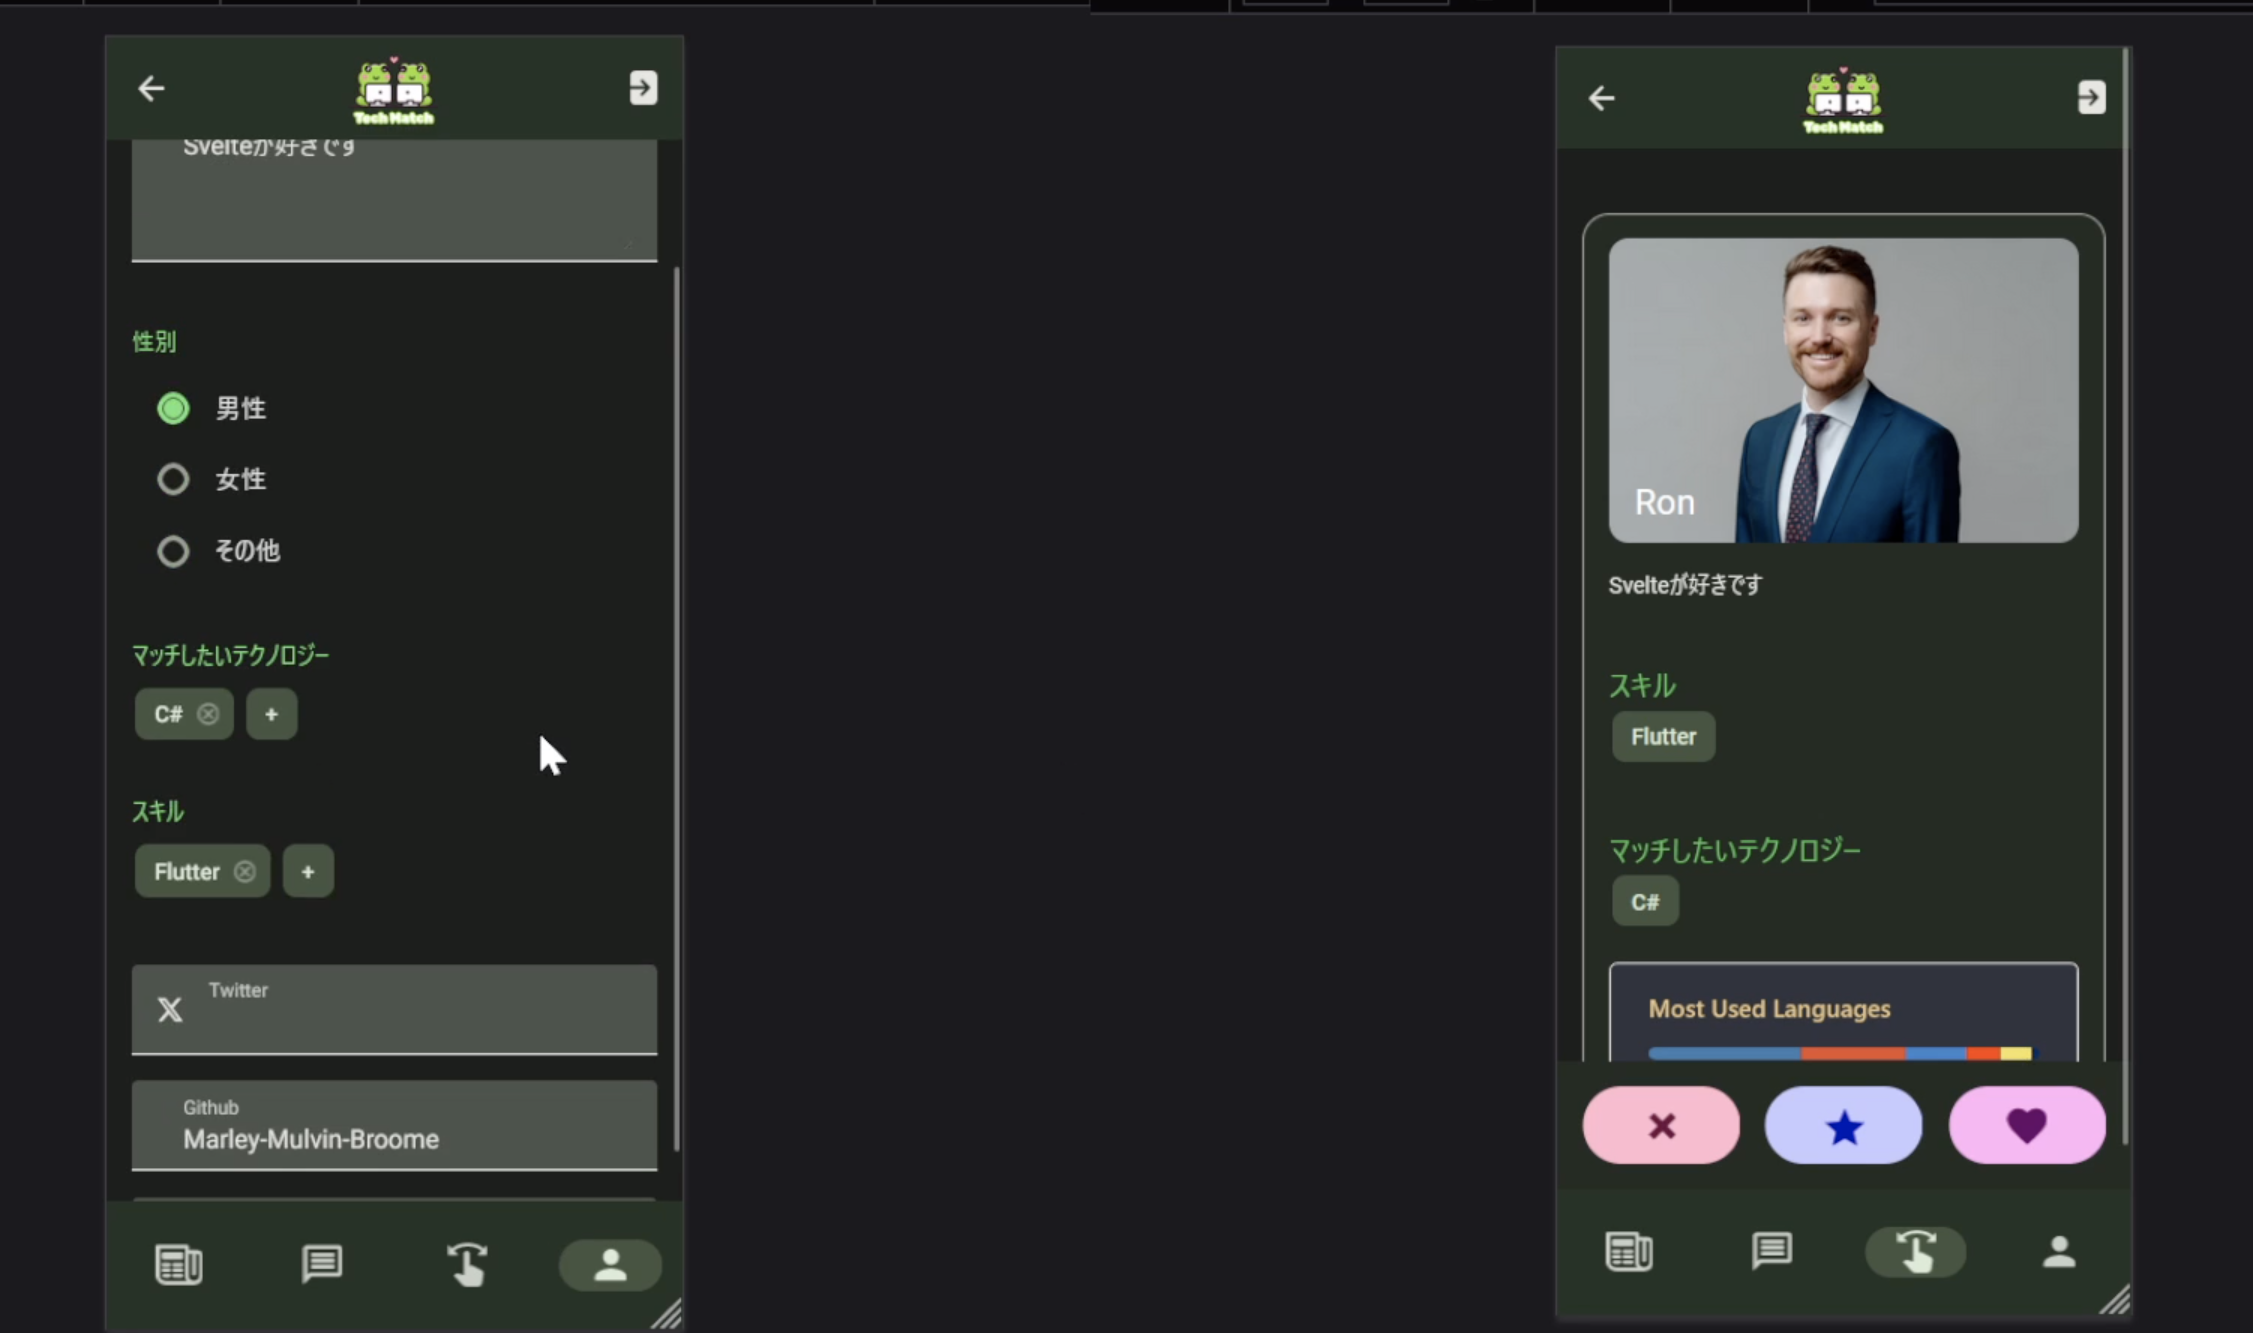 Tech Match
Svelteが好きです
性別
男性
女性
その他
マッチしたいテクノロジー
C#
+
スキル
Flutter
+
Twitter
Github
Marley-Mulvin-Broome
Tech Match
Ron
Svelteが好きです
スキル
Flutter
マッチしたいテクノロジー
C#
Most Used Languages